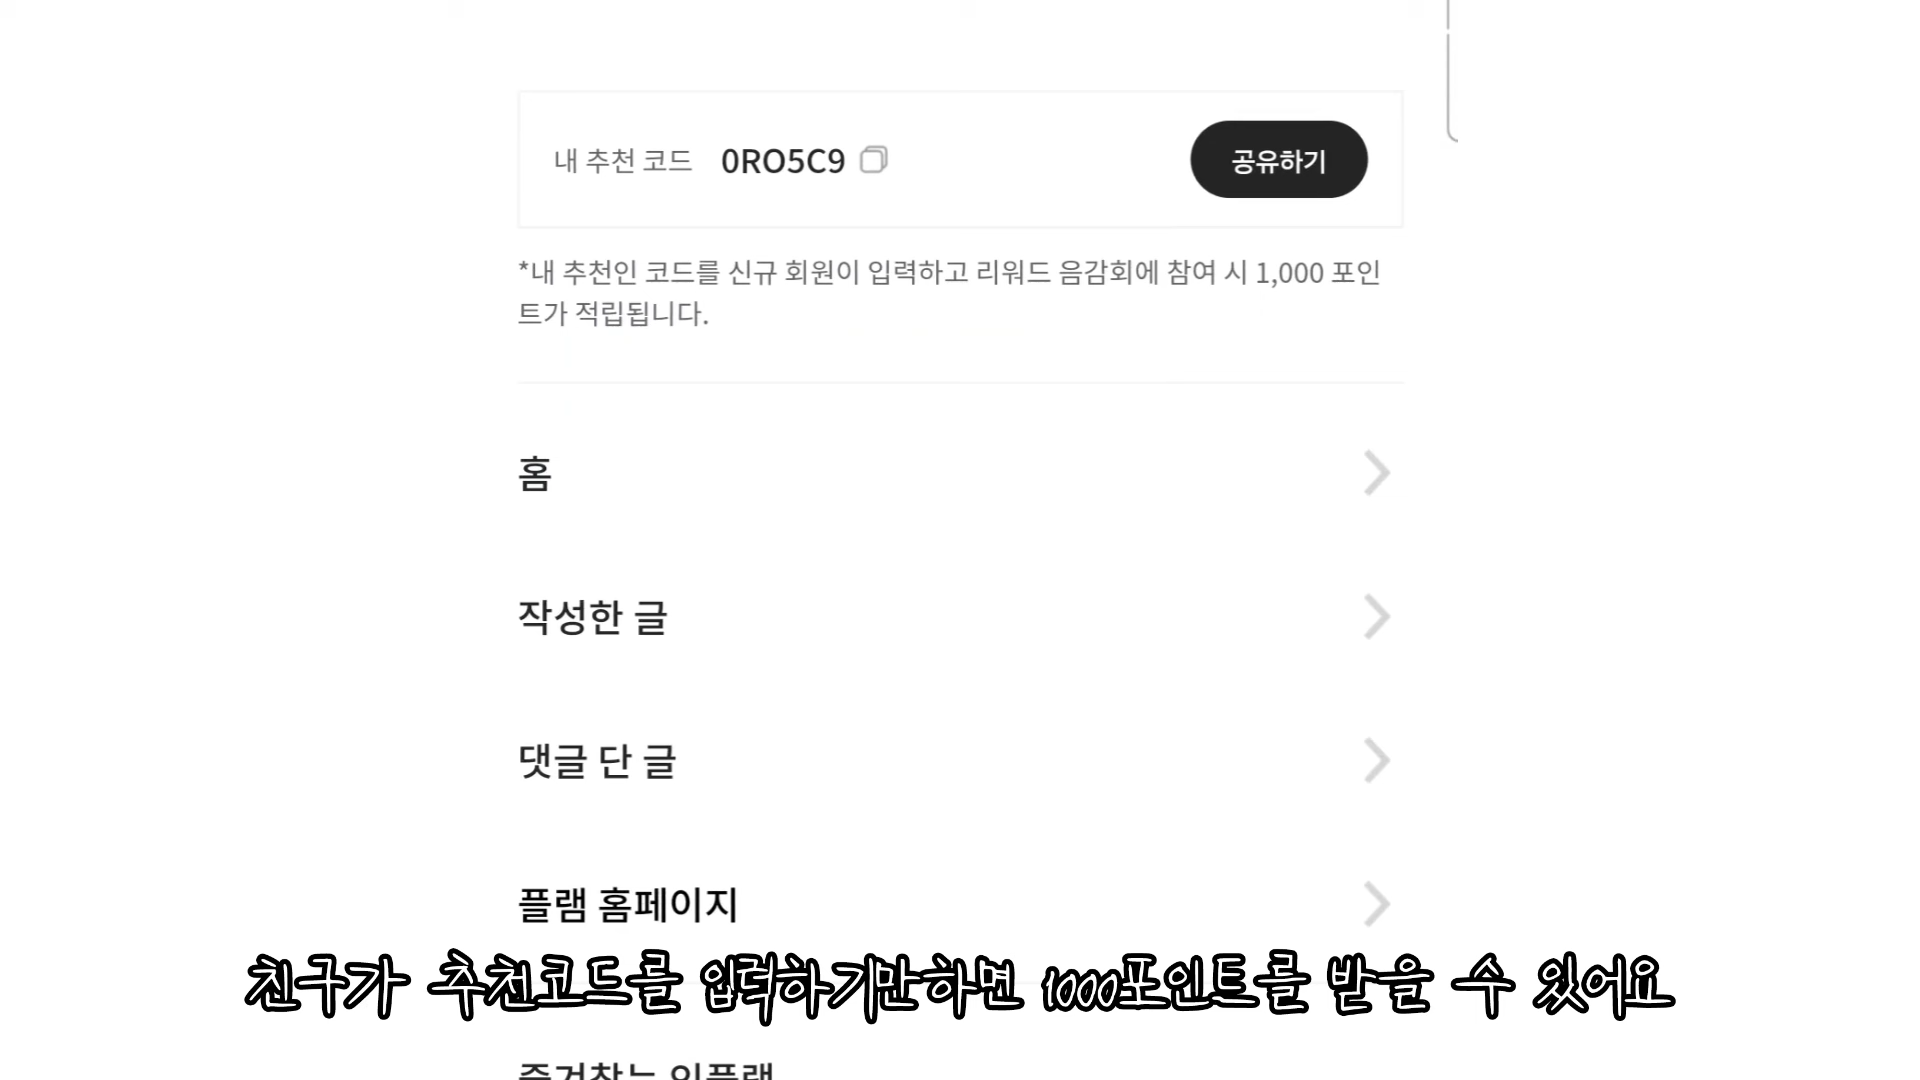 내 추천 코드 0RO5C9 공유하기
*내 추천인 코드를 신규 회원이 입력하고 리워드 음감회에 참여 시 1,000 포인
트가 적립됩니다.
홈
작성한 글
댓글 단 글
플램 홈페이지
친구가 추천코드를 입력하기만하면 1000포인트를 받을 수 있어요